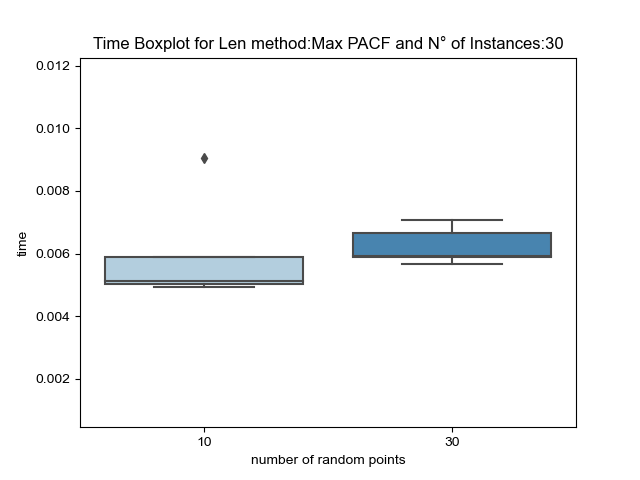 Time Boxplot for Len method:Max PACF and N° of Instances:30
0.012
0.010
0.008
0.006
0.004
0.002
time
10
30
number of random points